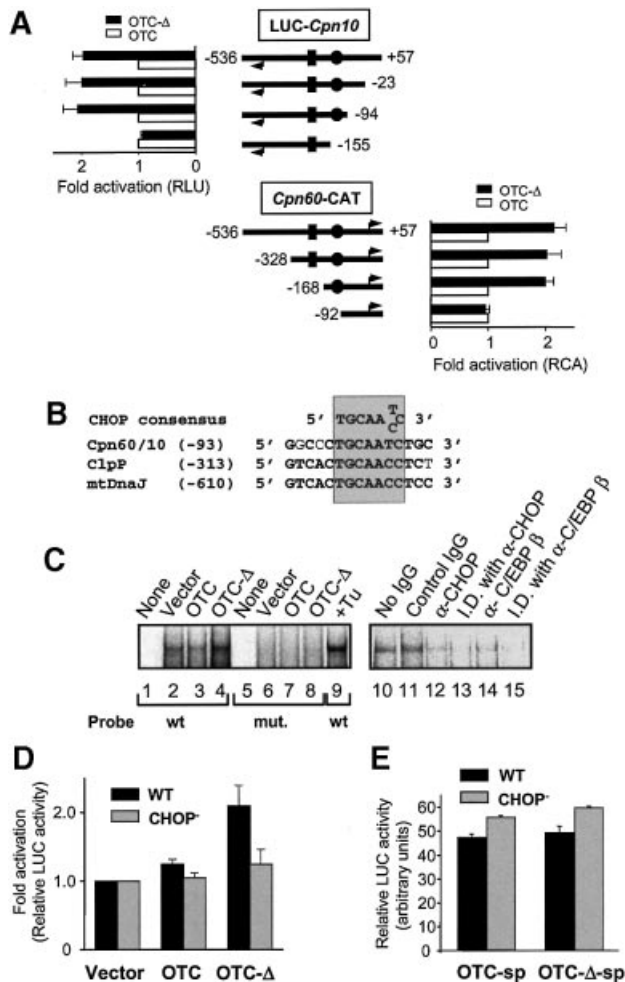 A
OTC-Δ
OTC
2 1 0
Fold activation (RLU)
LUC-Cpn10
-536 +57
-23
-94
-155
Cpn60-CAT
-536 +57
-328
-168
-92
OTC-Δ
OTC
0 1 2
Fold activation (RCA)
B
CHOP consensus 5' TGCAATCC 3'
Cpn60/10 (-93) 5' GGCCCTGCAATCTGC 3'
ClpP (-313) 5' GTCACTGCAACCTCT 3'
mtDnaJ (-610) 5' GTCACTGCAACCTCC 3'
C
None Vector OTC OTC-Δ None Vector OTC OTC-Δ +Tu
No IgG Control IgG α-CHOP I.D. with α-CHOP α- C/EBP β I.D. with α-C/EBP β
1 2 3 4 5 6 7 8 9 10 11 12 13 14 15
Probe wt mut. wt
D
WT
CHOP-
Fold activation
(Relative LUC activity)
2.0
1.0
0
Vector OTC OTC-Δ
E
WT
CHOP-
Relative LUC activity
(arbitrary units)
60
50
40
30
20
10
0
OTC-sp OTC-Δ-sp